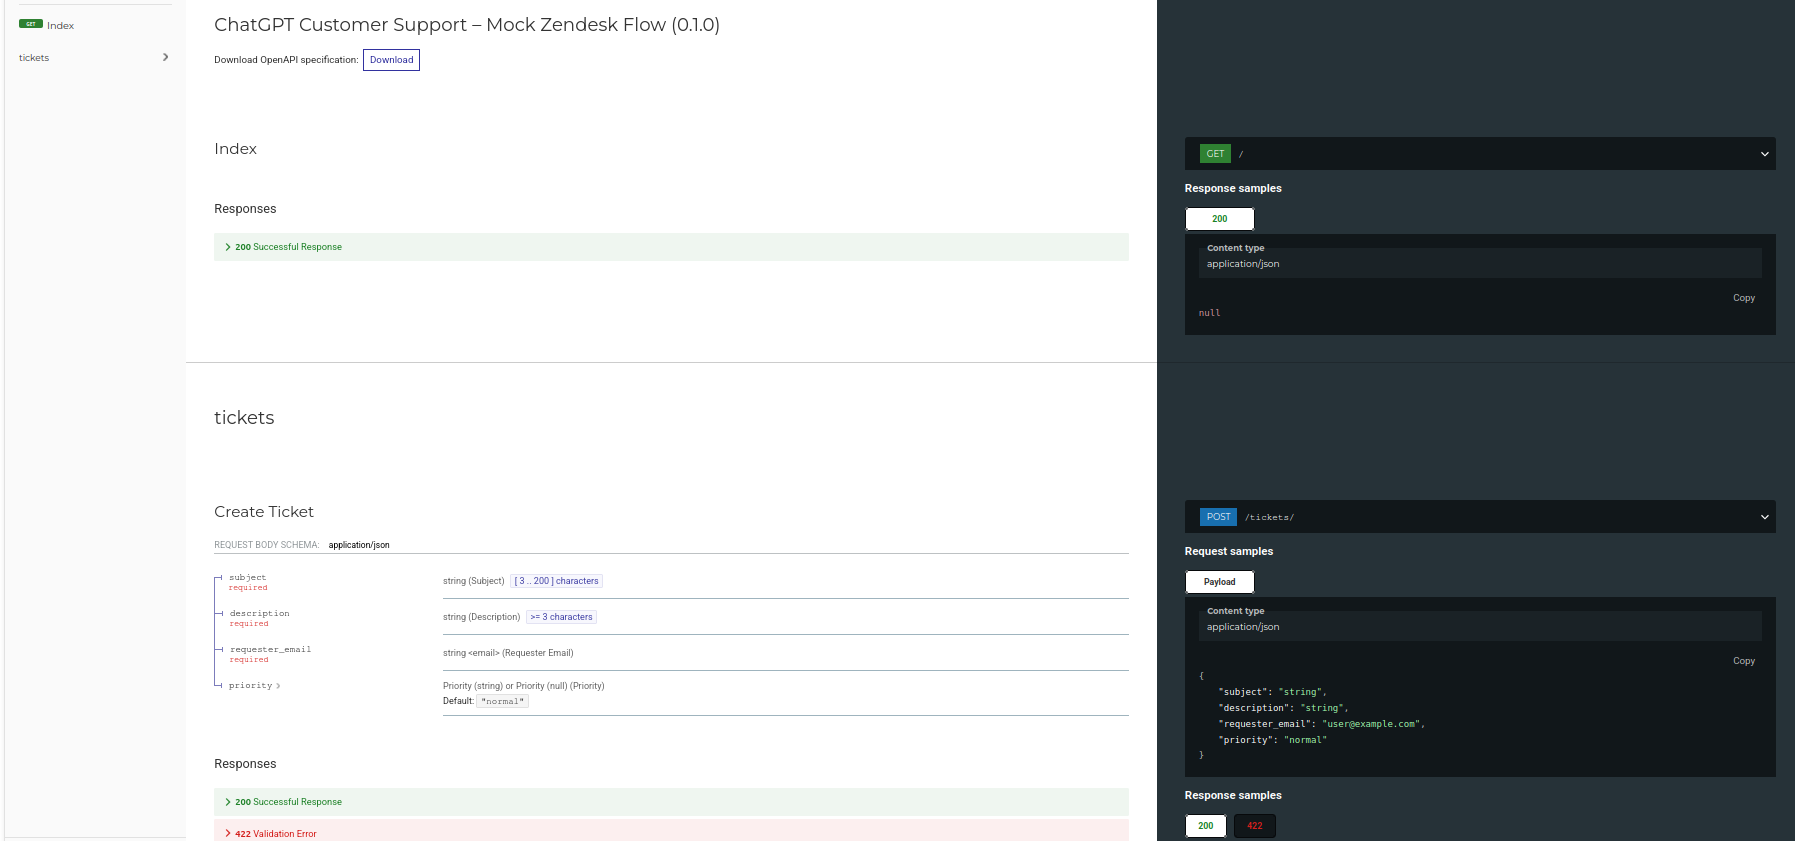 GET Index
tickets
ChatGPT Customer Support – Mock Zendesk Flow (0.1.0)
Download OpenAPI specification: Download
Index
Responses
200 Successful Response
GET /
Response samples
200
Content type
application/json
Copy
null
tickets
Create Ticket
REQUEST BODY SCHEMA: application/json
subject
required
string (Subject) [ 3 .. 200 ] characters
description
required
string (Description) >= 3 characters
requester_email
required
string <email> (Requester Email)
priority
Priority (string) or Priority (null) (Priority)
Default: "normal"
Responses
200 Successful Response
422 Validation Error
POST /tickets/
Request samples
Payload
Content type
application/json
Copy
{
"subject": "string",
"description": "string",
"requester_email": "user@example.com",
"priority": "normal"
}
Response samples
200 422